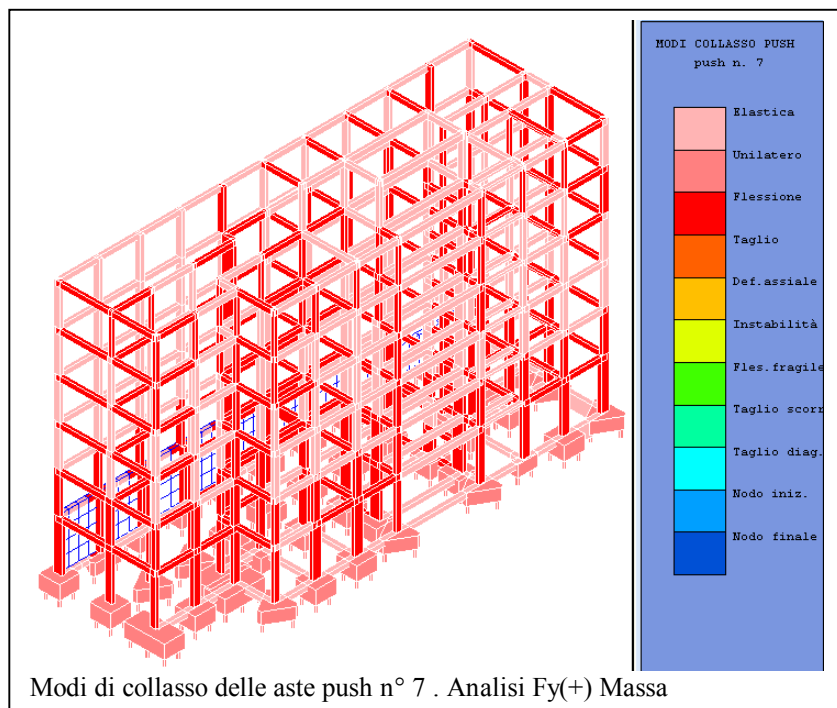 MODI COLLASSO PUSH
push n. 7
Elastica
Unilatero
Flessione
Taglio
Def.assiale
Instabilità
Fles.fragile
Taglio scorr
Taglio diag.
Nodo iniz.
Nodo finale
Modi di collasso delle aste push n° 7 . Analisi Fy(+) Massa